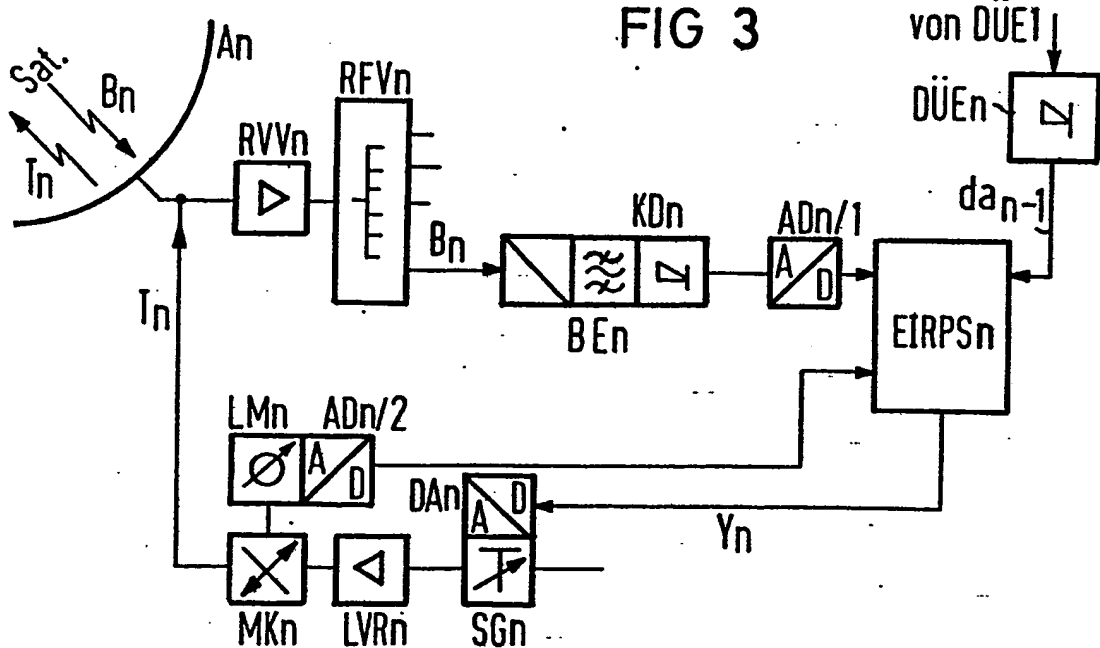 FIG 3
von DÜE1
An
Sat.
Bn
Tn
RFVn
RVVn
DÜEn
da n-1
KDn
ADn/1
Bn
A
D
BEn
EIRPSn
Tn
LMn
ADn/2
A
D
DAn
D
A
Yn
MKn
LVRn
SGn